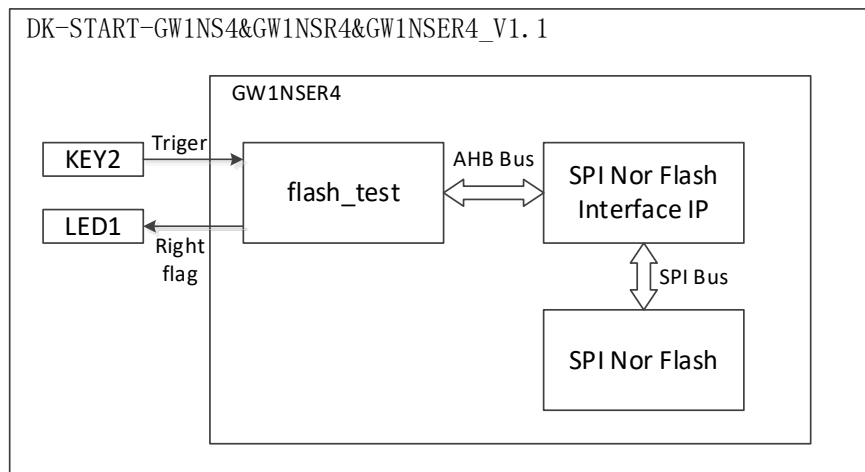 DK-START-GW1NS4&GW1NSR4&GW1NSER4_V1.1
GW1NSER4
KEY2
Triger
flash_test
AHB Bus
SPI Nor Flash
Interface IP
LED1
Right
flag
SPI Bus
SPI Nor Flash